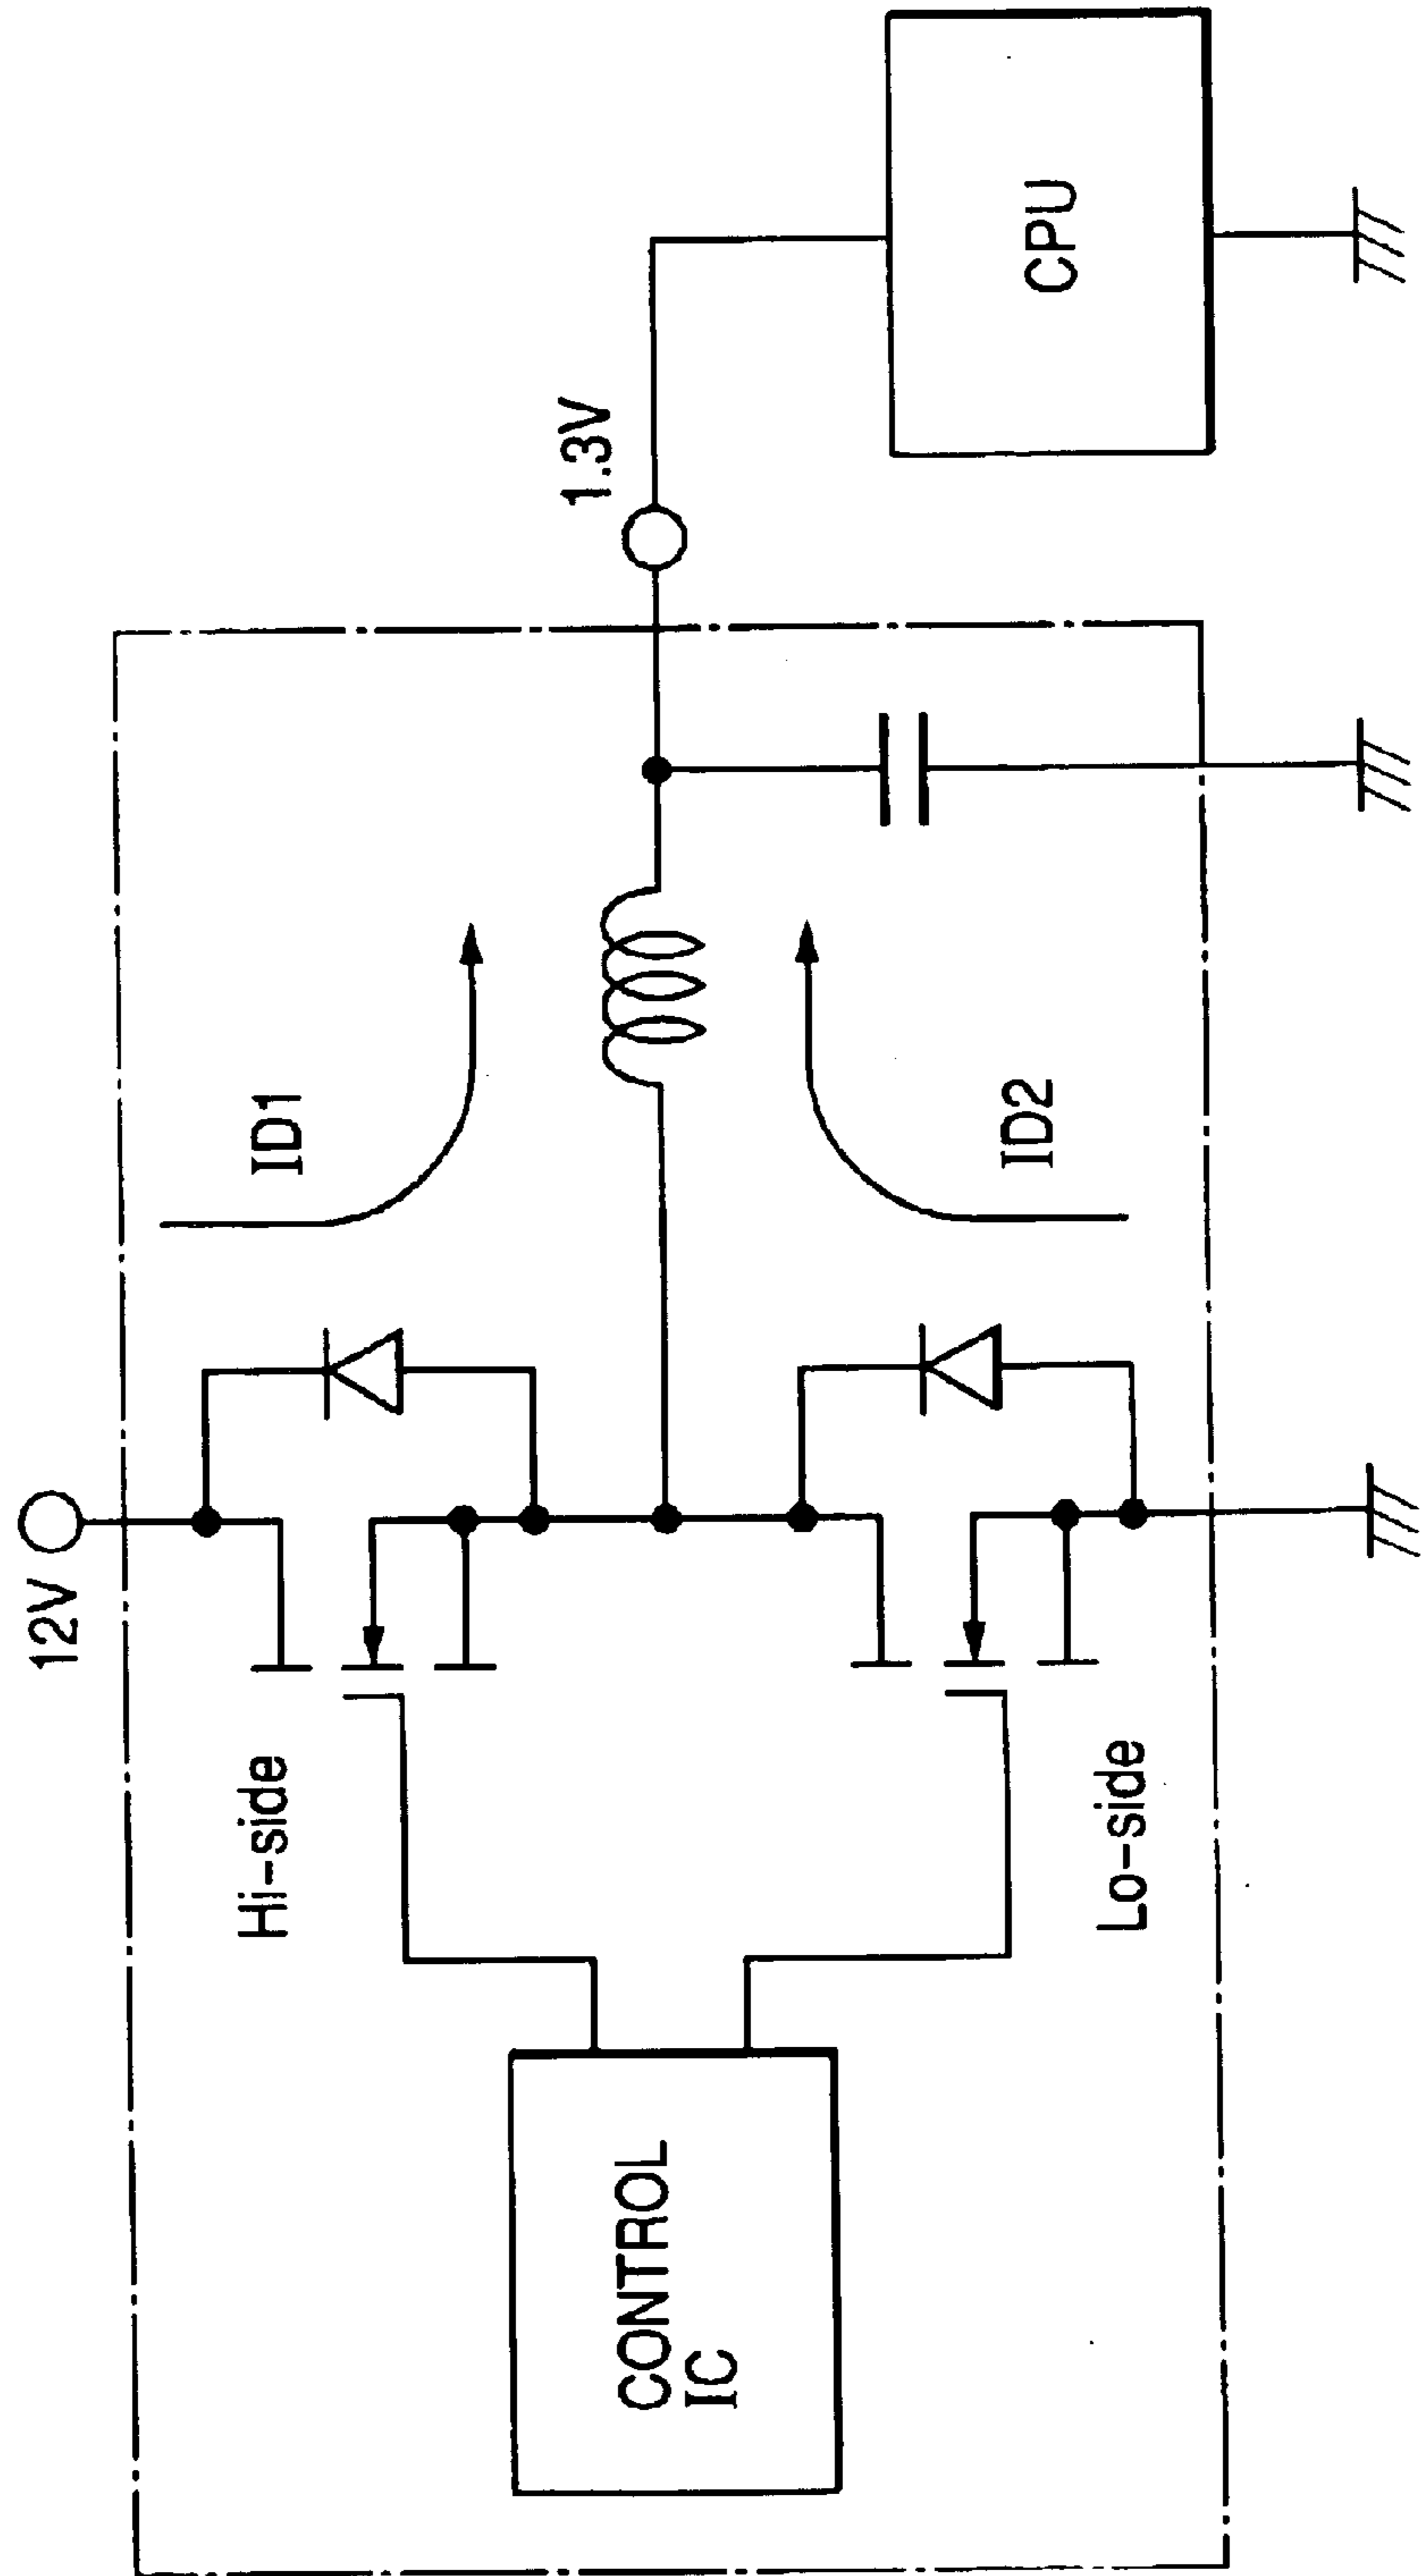 12V
Hi-side
ID1
1.3V
CONTROL
IC
CPU
ID2
Lo-side